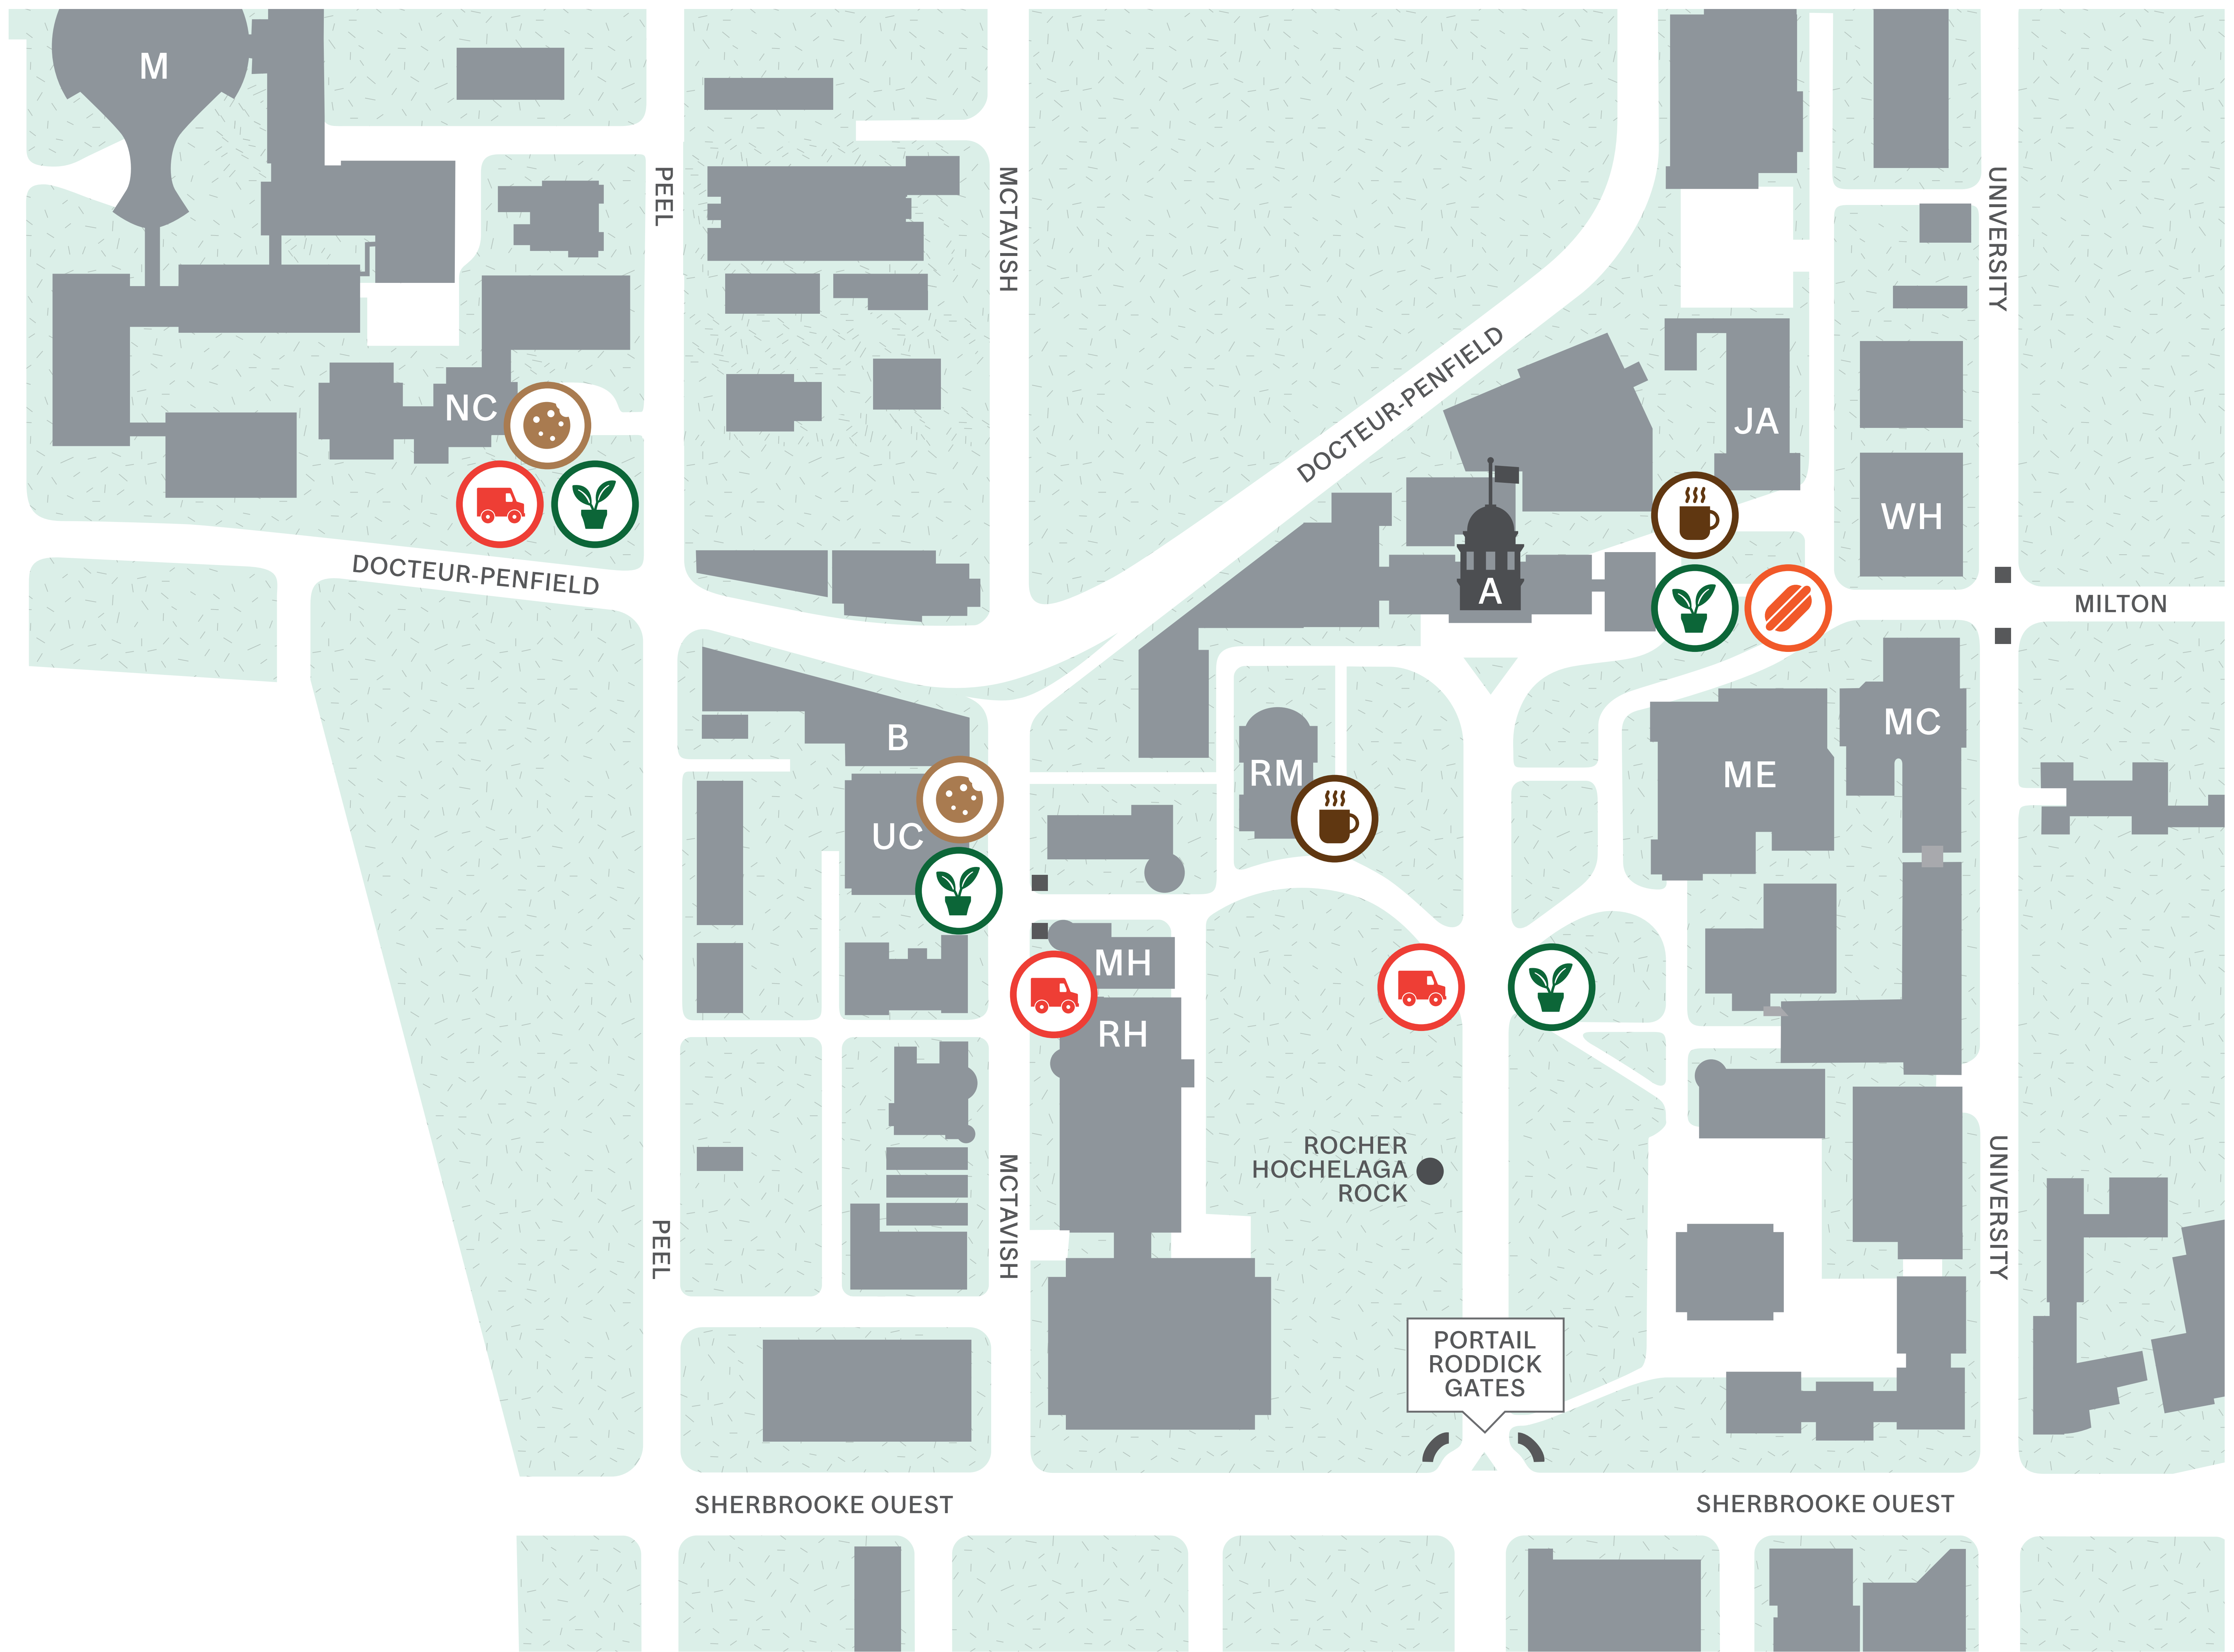 M
PEEL
MCTAVISH
UNIVERSITY
DOCTEUR-PENFIELD
NC
JA
WH
DOCTEUR-PENFIELD
A
MILTON
B
MC
RM
ME
UC
MH
RH
ROCHER
HOCHELAGA
ROCK
PEEL
MCTAVISH
UNIVERSITY
PORTAIL
RODDICK
GATES
SHERBROOKE OUEST
SHERBROOKE OUEST